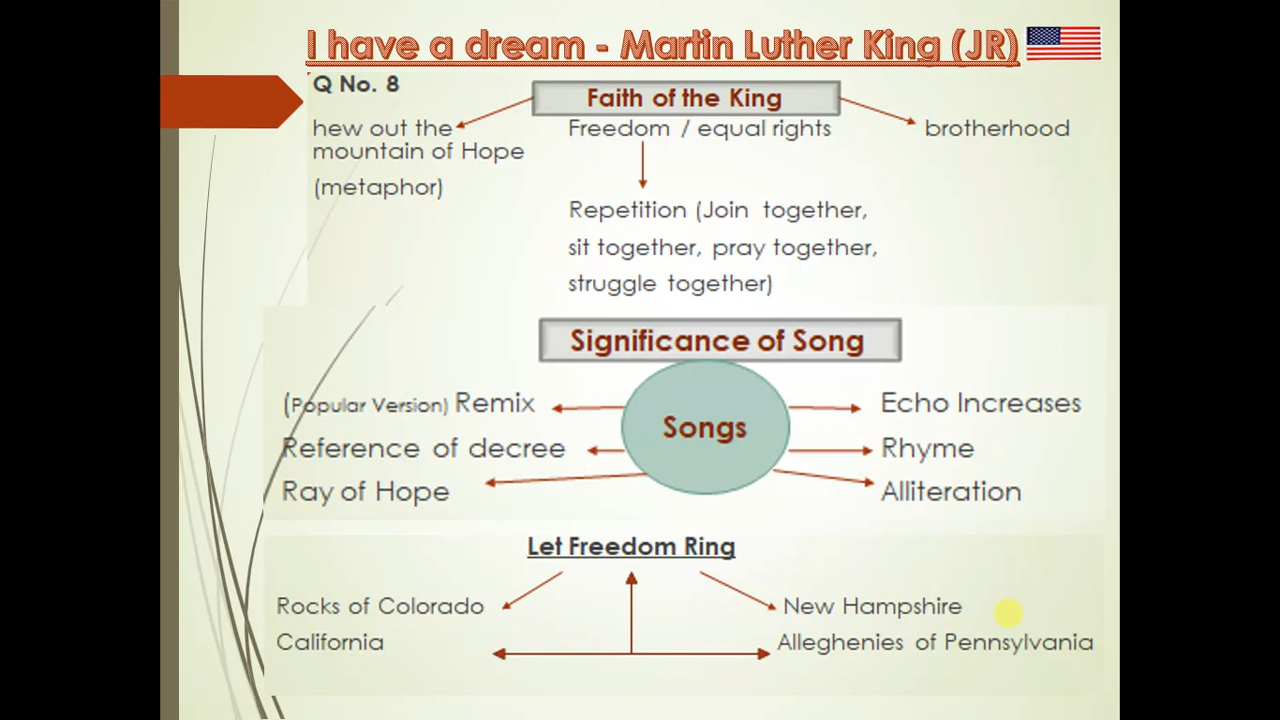 I have a dream - Martin Luther King (JR)
Q No. 8
Faith of the King
hew out the
mountain of Hope
(metaphor)
Freedom / equal rights
brotherhood
Repetition (Join together,
sit together, pray together,
struggle together)
Significance of Song
Songs
(Popular Version) Remix
Echo Increases
Reference of decree
Rhyme
Ray of Hope
Alliteration
Let Freedom Ring
Rocks of Colorado
New Hampshire
California
Alleghenies of Pennsylvania